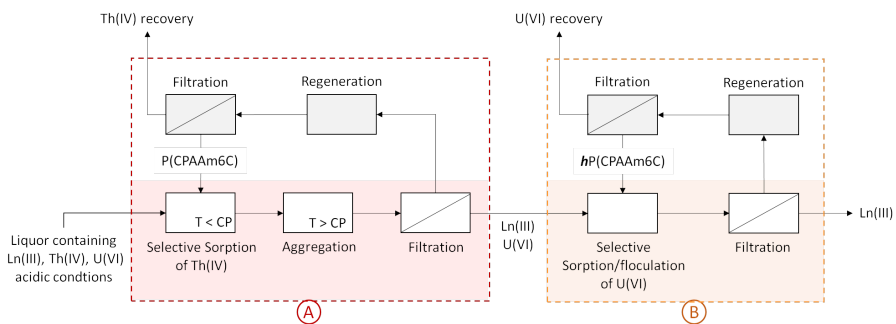 Th(IV) recovery
U(VI) recovery
Filtration
Regeneration
Filtration
Regeneration
P(CPAAm6C)
hP(CPAAm6C)
T < CP
T > CP
Ln(III)
Liquor containing
Ln(III), Th(IV), U(VI)
acidic condtions
Selective Sorption
of Th(IV)
Aggregation
Filtration
Ln(III)
U(VI)
Selective
Sorption/floculation
of U(VI)
Filtration
A
B